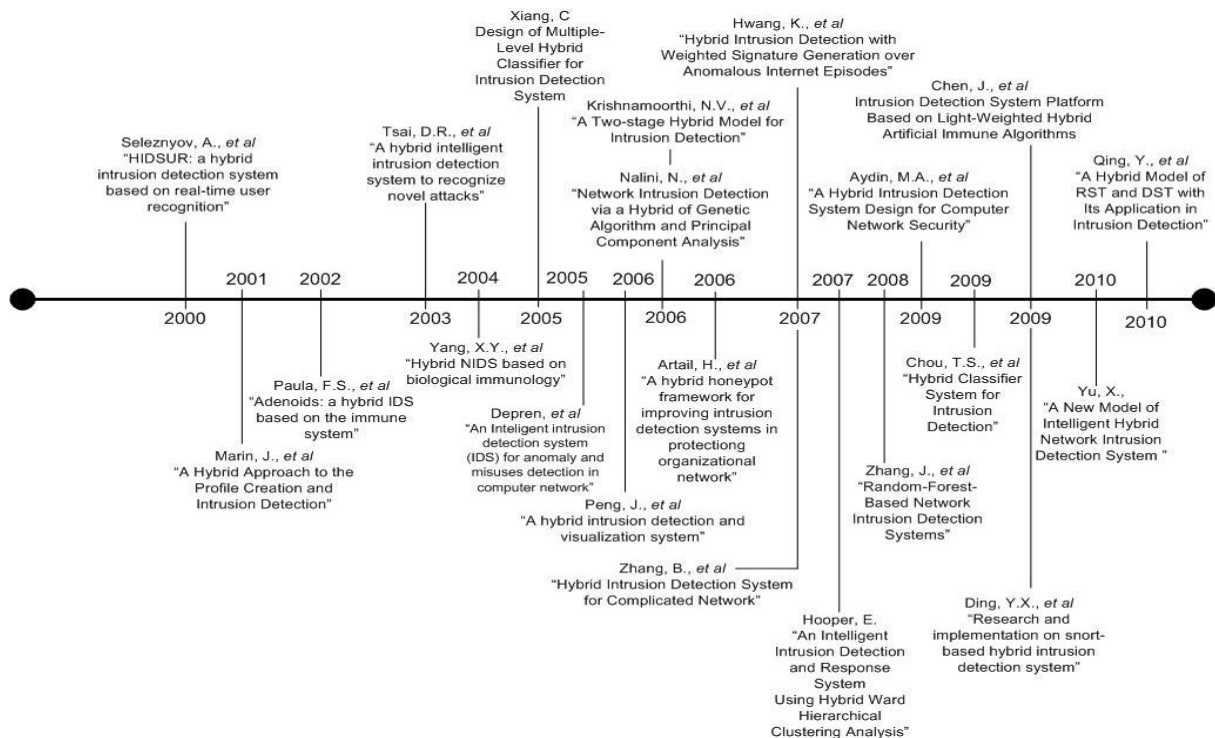 Seleznyov, A., et al
"HIDSUR: a hybrid
intrusion detection system
based on real-time user
recognition"
Tsai, D.R., et al
"A hybrid intelligent
intrusion detection
system to recognize
novel attacks"
Xiang, C
Design of Multiple-
Level Hybrid
Classifier for
Intrusion Detection
System
Krishnamoorthi, N.V., et al
"A Two-stage Hybrid Model for
Intrusion Detection"
Nalini, N., et al
"Network Intrusion Detection
via a Hybrid of Genetic
Algorithm and Principal
Component Analysis"
Hwang, K., et al
"Hybrid Intrusion Detection with
Weighted Signature Generation over
Anomalous Internet Episodes"
Aydin, M.A., et al
"A Hybrid Intrusion Detection
System Design for Computer
Network Security"
Chen, J., et al
Intrusion Detection System Platform
Based on Light-Weighted Hybrid
Artificial Immune Algorithms
Qing, Y., et al
"A Hybrid Model of
RST and DST with
Its Application in
Intrusion Detection"
2001 2002 2004 2005 2006 2006 2007 2008 2009 2010
2000 2003 2005 2006 2007 2009 2009 2010
Marin, J., et al
"A Hybrid Approach to the
Profile Creation and
Intrusion Detection"
Paula, F.S., et al
"Adenoids: a hybrid IDS
based on the immune
system"
Yang, X.Y., et al
"Hybrid NIDS based on
biological immunology"
Depren, et al
"An Inteligent intrusion
detection system
(IDS) for anomaly and
misuses detection in
computer network"
Peng, J., et al
"A hybrid intrusion detection and
visualization system"
Artail, H., et al
"A hybrid honeypot
framework for
improving intrusion
detection systems in
protectiong
organizational
network"
Zhang, B., et al
"Hybrid Intrusion Detection System
for Complicated Network"
Hooper, E.
"An Intelligent
Intrusion Detection
and Response
System
Using Hybrid Ward
Hierarchical
Clustering Analysis"
Zhang, J., et al
"Random-Forest-
Based Network
Intrusion Detection
Systems"
Chou, T.S., et al
"Hybrid Classifier
System for
Intrusion
Detection"
Ding, Y.X., et al
"Research and
implementation on snort-
based hybrid intrusion
detection system"
Yu, X.,
"A New Model of
Intelligent Hybrid
Network Intrusion
Detection System "